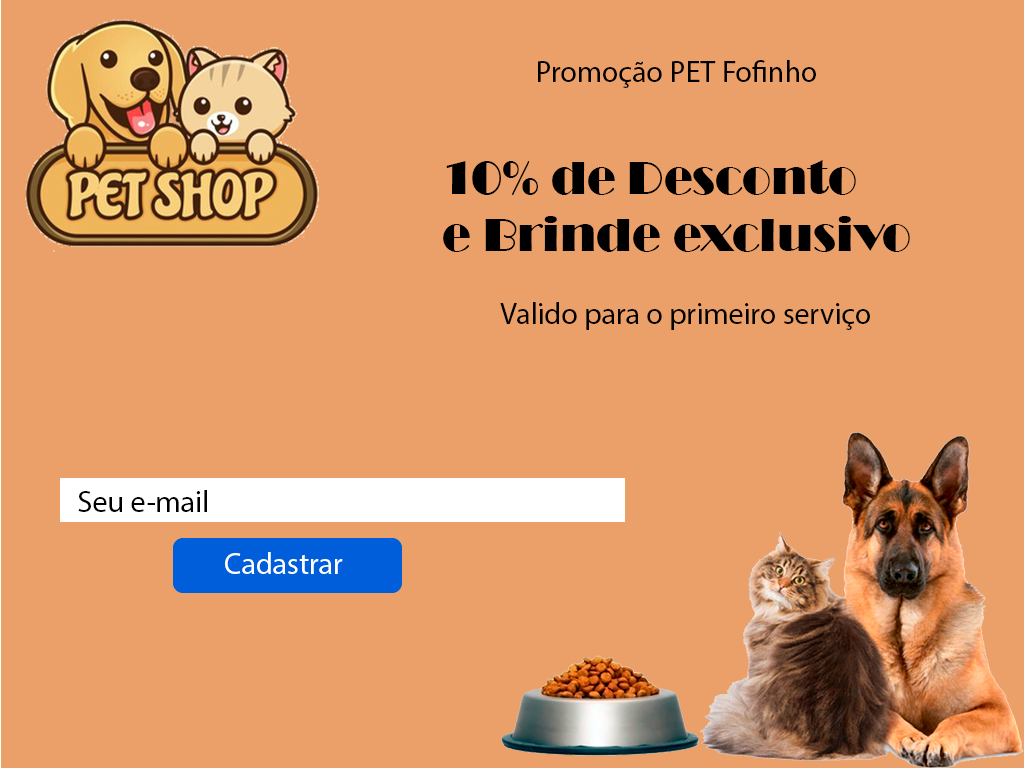 PET SHOP
Promoção PET Fofinho
10% de Desconto
e Brinde exclusivo
Valido para o primeiro serviço
Seu e-mail
Cadastrar